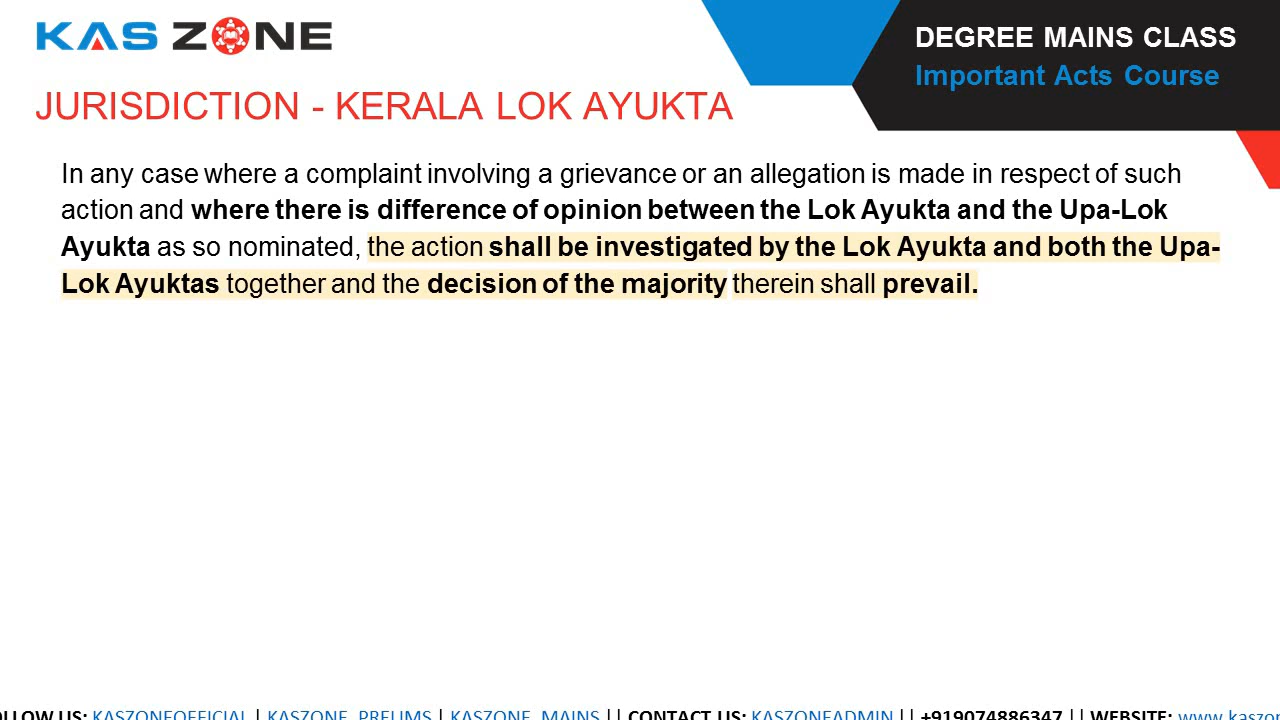 KAS ZONE
DEGREE MAINS CLASS
Important Acts Course
JURISDICTION - KERALA LOK AYUKTA
In any case where a complaint involving a grievance or an allegation is made in respect of such
action and where there is difference of opinion between the Lok Ayukta and the Upa-Lok
Ayukta as so nominated, the action shall be investigated by the Lok Ayukta and both the Upa-
Lok Ayuktas together and the decision of the majority therein shall prevail.
US: KASZONEOFFICIAL | KASZONE_PRELIMS | KASZONE_MAINS || CONTACT US: KASZONEADMIN || +919074886347 || WEBSITE: